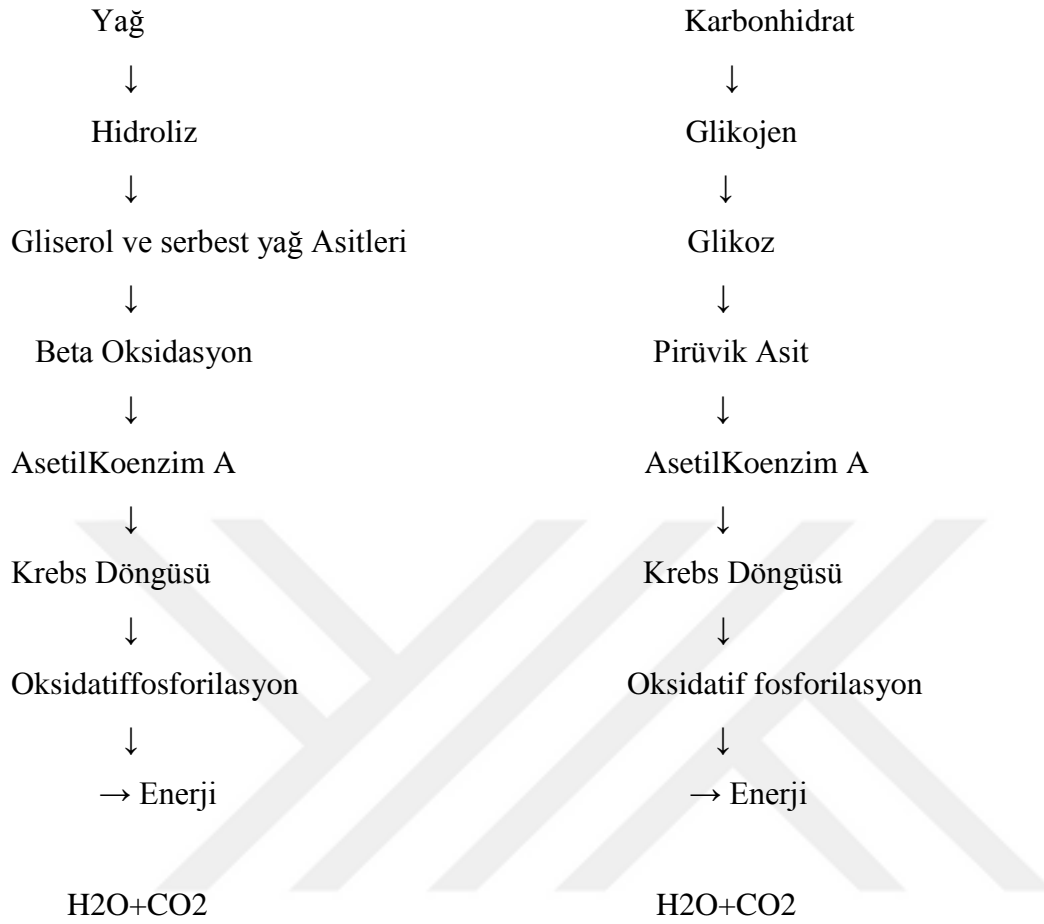 Yağ Karbonhidrat
↓ ↓
Hidroliz Glikojen
↓ ↓
Gliserol ve serbest yağ Asitleri Glikoz
↓ ↓
Beta Oksidasyon Pirüvik Asit
↓ ↓
AsetilKoenzim A AsetilKoenzim A
↓ ↓
Krebs Döngüsü Krebs Döngüsü
↓ ↓
Oksidatiffosforilasyon Oksidatif fosforilasyon
↓ ↓
→ Enerji → Enerji
H2O+CO2 H2O+CO2